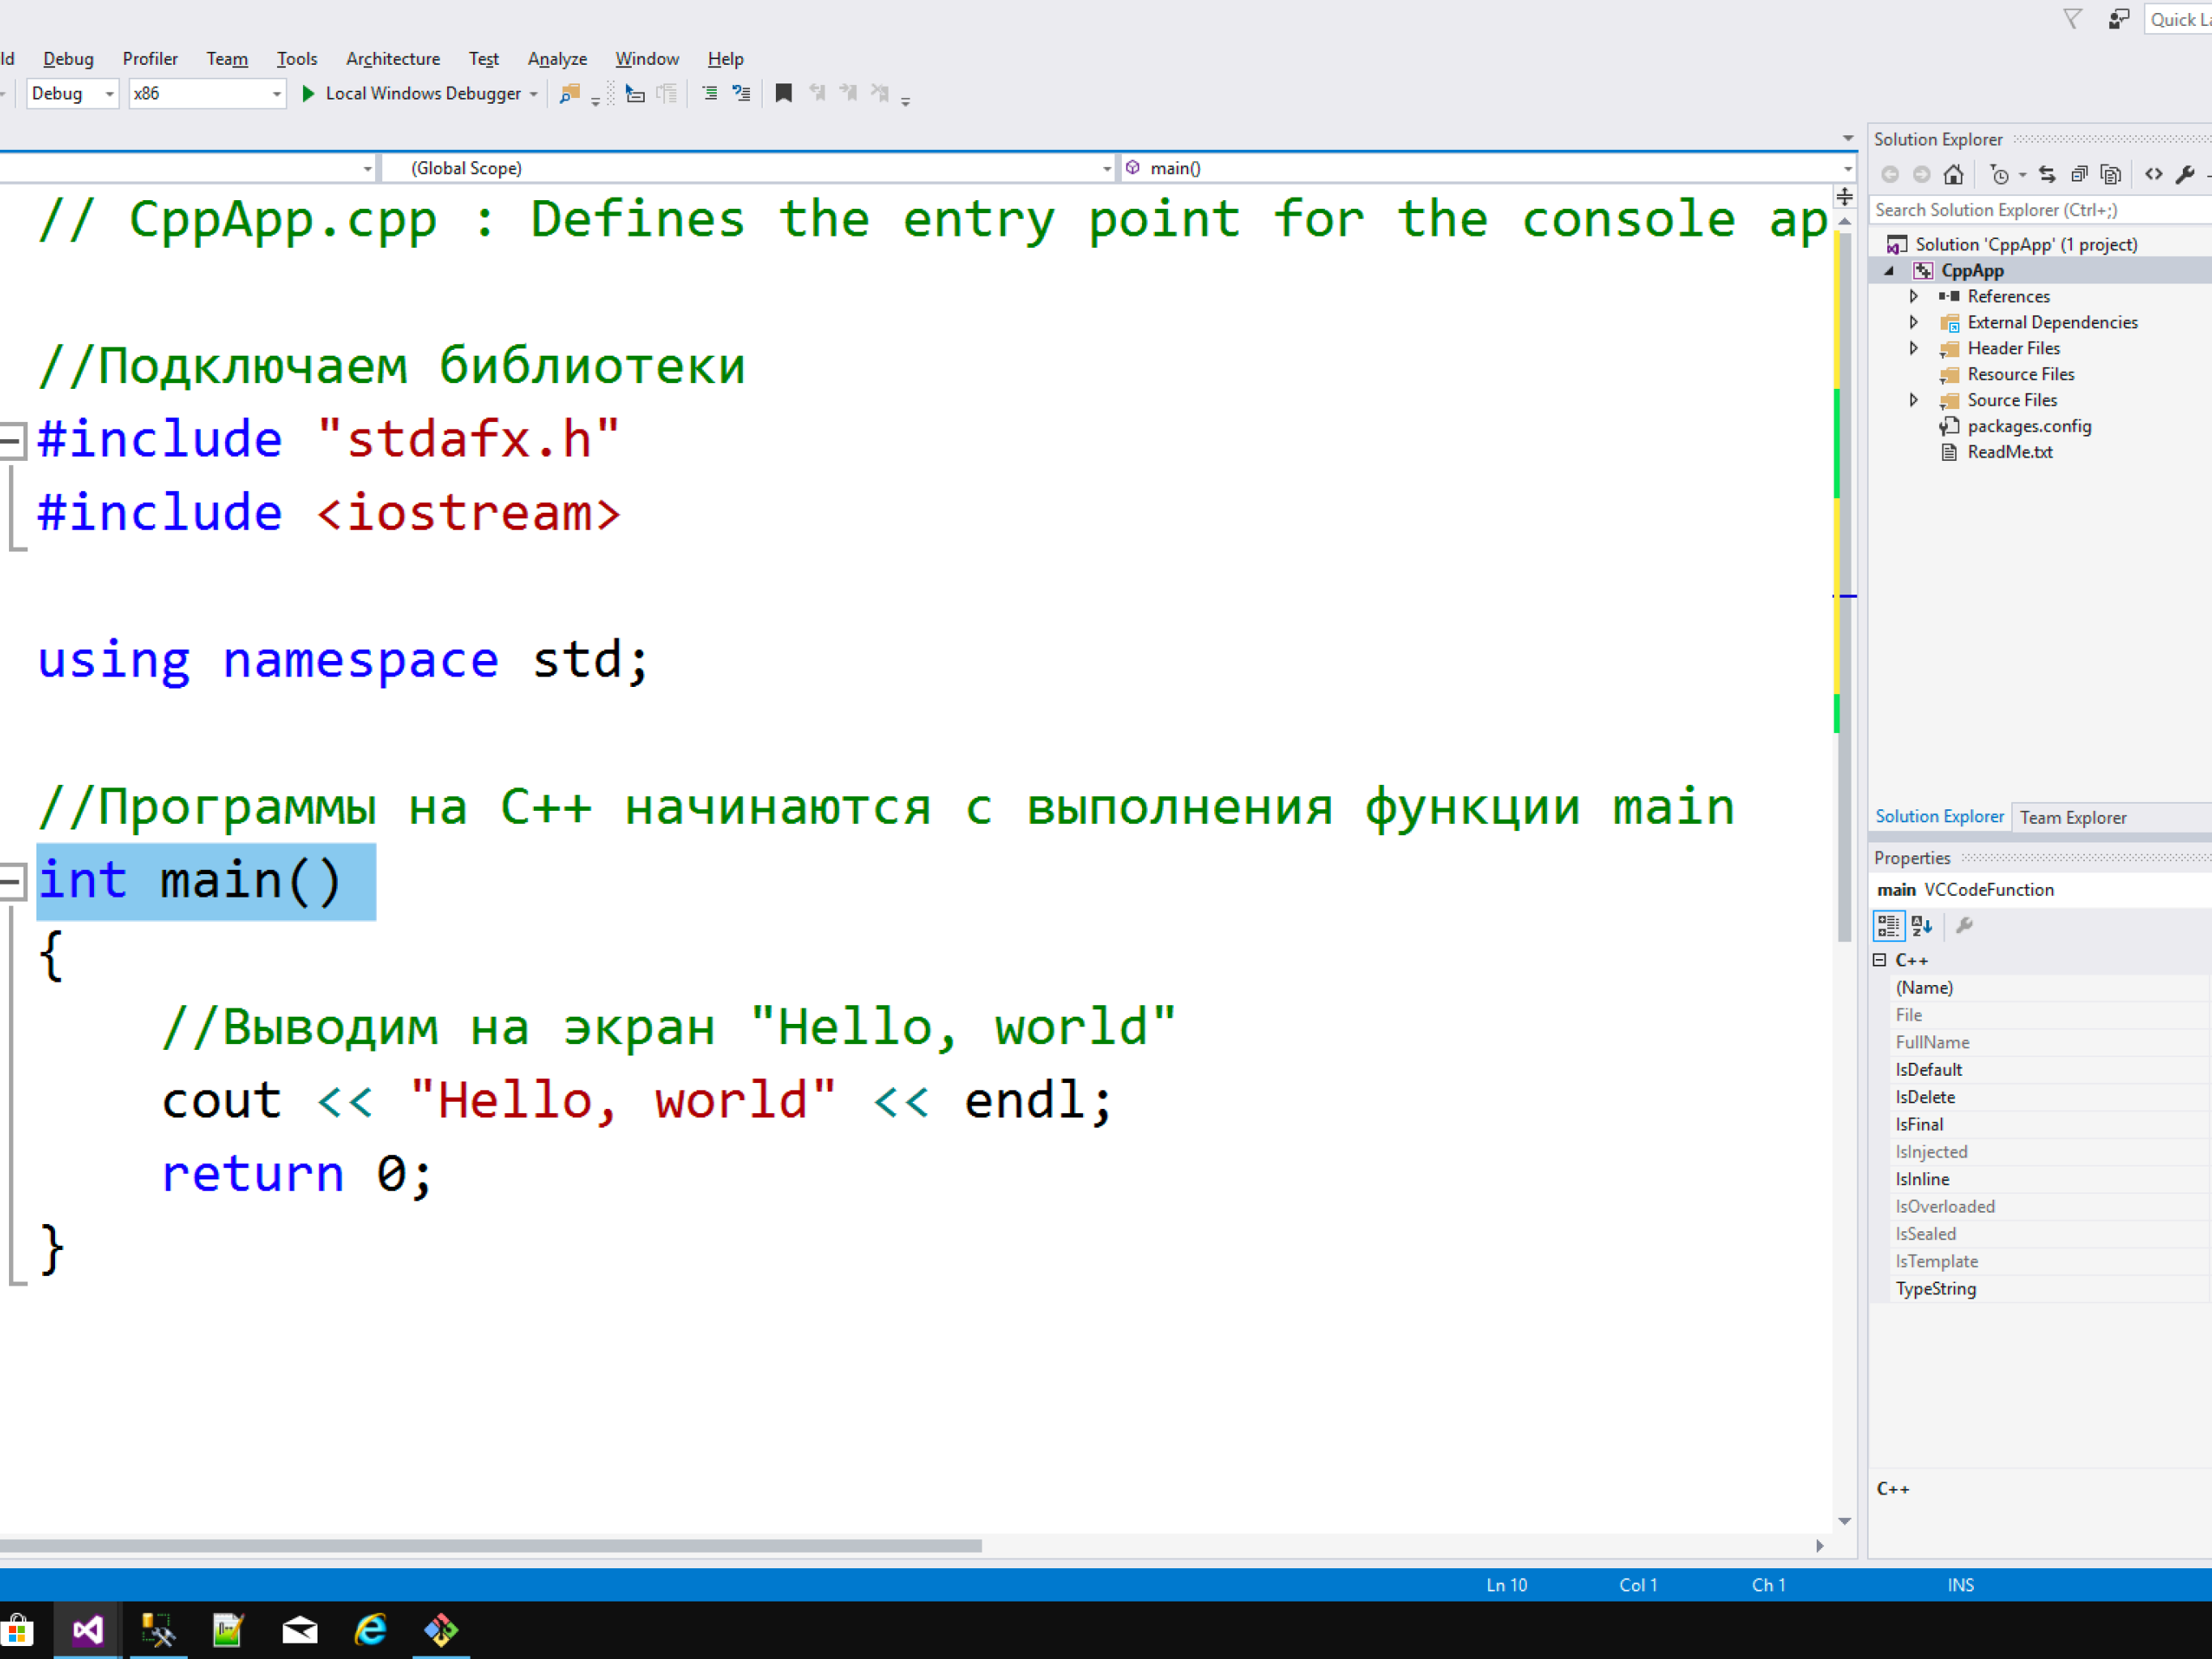 Quick La
ld Debug Profiler Team Tools Architecture Test Analyze Window Help
Debug x86 Local Windows Debugger
(Global Scope) main()
// CppApp.cpp : Defines the entry point for the console ap
//Подключаем библиотеки
#include "stdafx.h"
#include <iostream>
using namespace std;
//Программы на С++ начинаются с выполнения функции main
int main()
{
//Выводим на экран "Hello, world"
cout << "Hello, world" << endl;
return 0;
}
Solution Explorer
Search Solution Explorer (Ctrl+;)
Solution 'CppApp' (1 project)
CppApp
References
External Dependencies
Header Files
Resource Files
Source Files
packages.config
ReadMe.txt
Solution Explorer Team Explorer
Properties
main VCCodeFunction
C++
(Name)
File
FullName
IsDefault
IsDelete
IsFinal
IsInjected
IsInline
IsOverloaded
IsSealed
IsTemplate
TypeString
C++
Ln 10 Col 1 Ch 1 INS